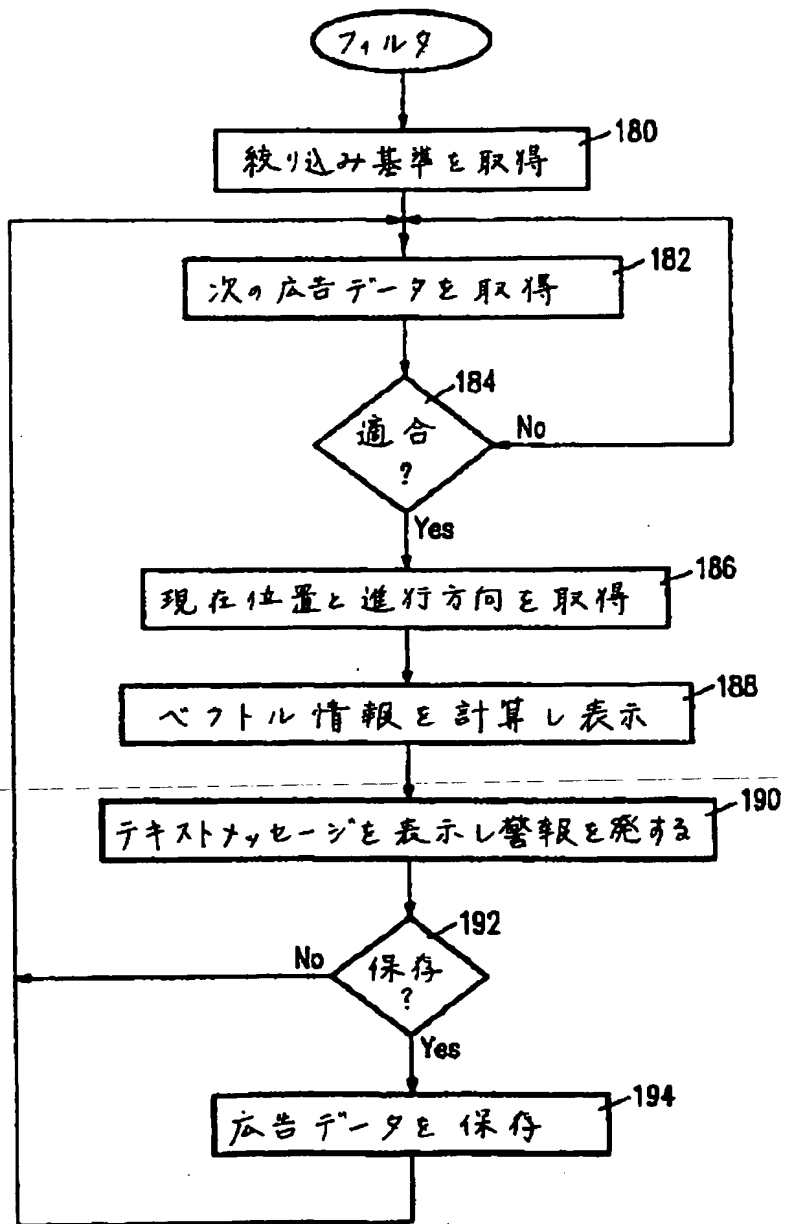 フィルタ
180
絞り込み基準を取得
182
次の広告データを取得
184
適合
?
No
Yes
186
現在位置と進行方向を取得
188
ベクトル情報を計算し表示
190
テキストメッセージを表示し警報を発する
192
No
保存
?
Yes
194
広告データを保存